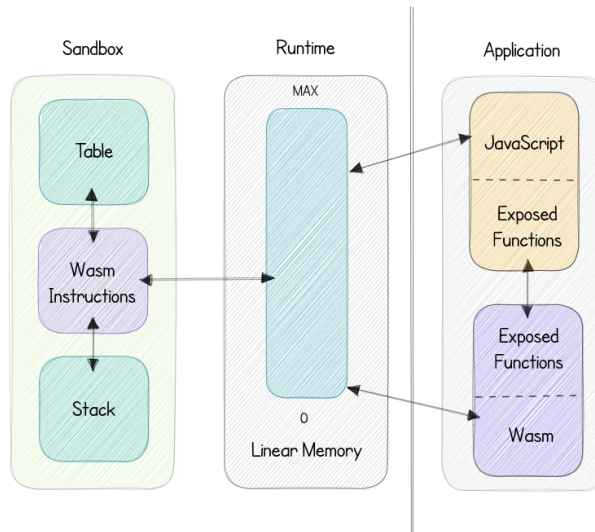 Sandbox
Table
Wasm
Instructions
Stack
Runtime
MAX
0
Linear Memory
Application
JavaScript
Exposed
Functions
Exposed
Functions
Wasm